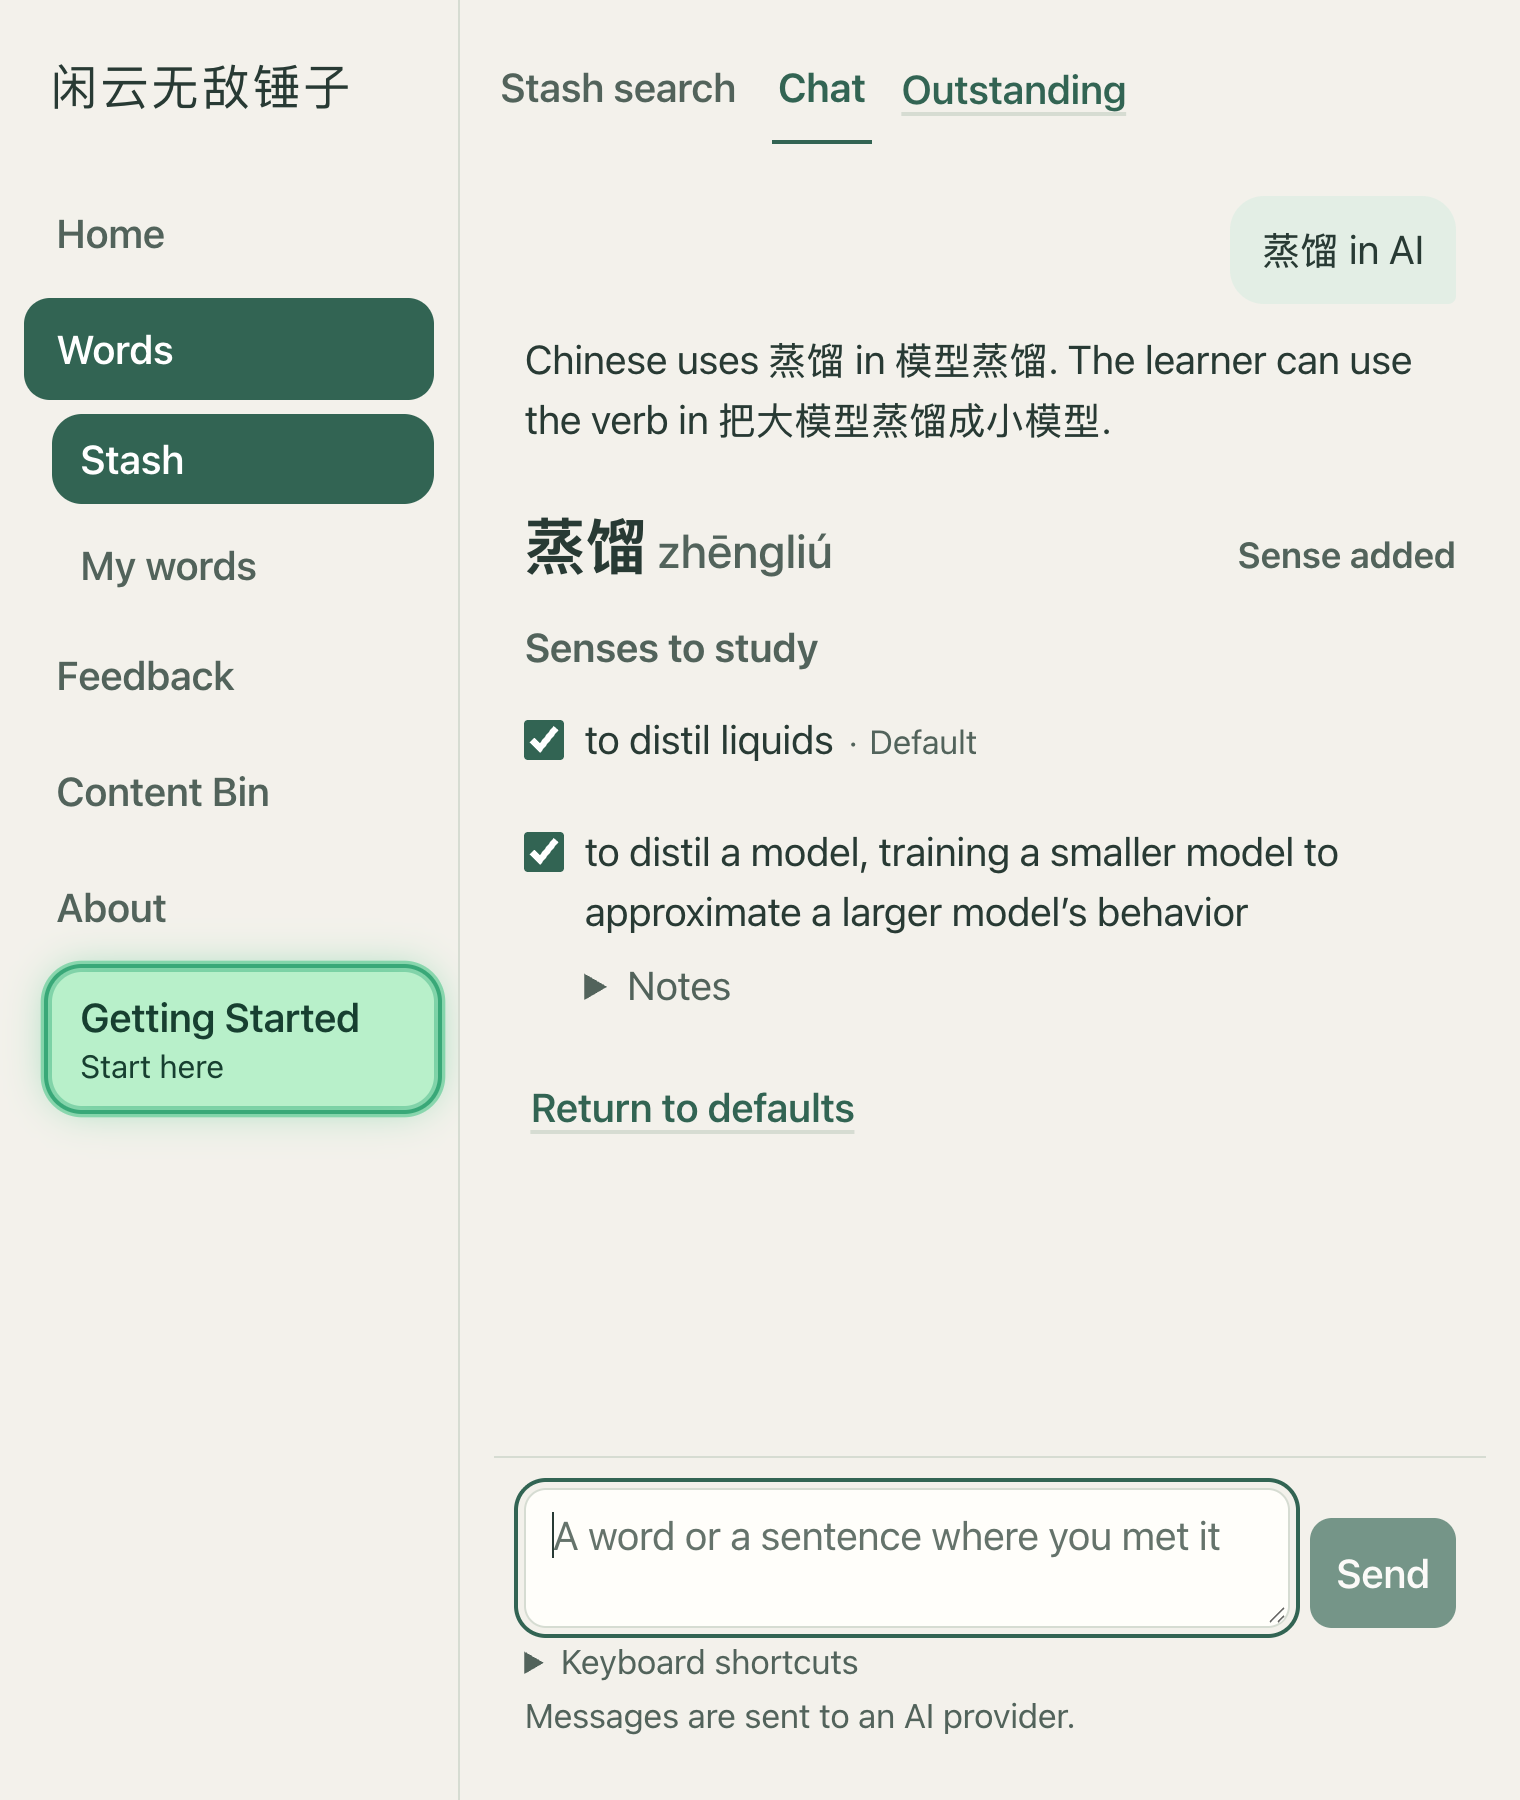 闲云无敌锤子
Home
Words
Stash
My words
Feedback
Content Bin
About
Getting Started
Start here
Stash search
Chat
Outstanding
蒸馏 in AI
Chinese uses 蒸馏 in 模型蒸馏. The learner can use
the verb in 把大模型蒸馏成小模型.
蒸馏 zhēngliú
Sense added
Senses to study
to distil liquids · Default
to distil a model, training a smaller model to
approximate a larger model’s behavior
Notes
Return to defaults
A word or a sentence where you met it
Send
Keyboard shortcuts
Messages are sent to an AI provider.